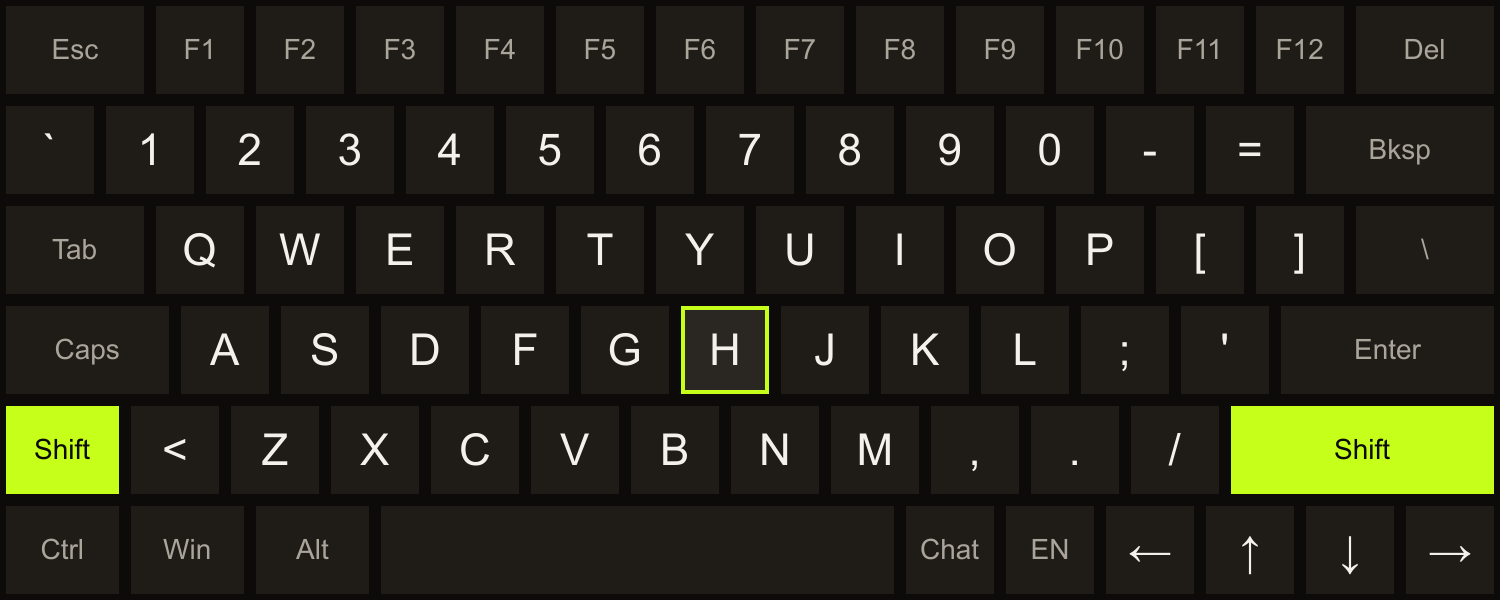 Esc F1 F2 F3 F4 F5 F6 F7 F8 F9 F10 F11 F12 Del
` 1 2 3 4 5 6 7 8 9 0 - = Bksp
Tab Q W E R T Y U I O P [ ] \
Caps A S D F G H J K L ; ' Enter
Shift < Z X C V B N M , . / Shift
Ctrl Win Alt Chat EN ← ↑ ↓ →